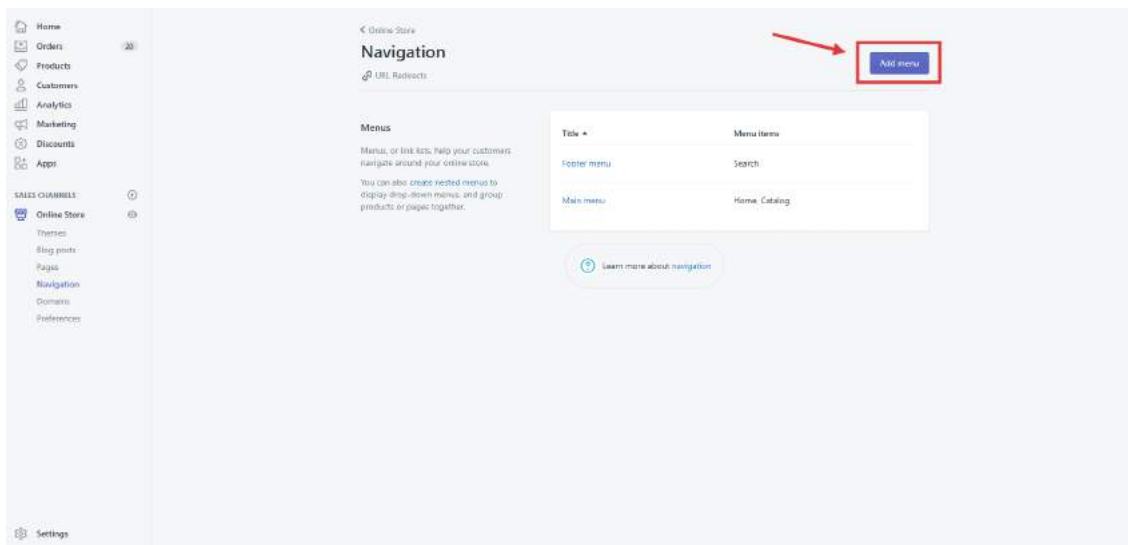 Home
Orders 20
Products
Customers
Analytics
Marketing
Discounts
Apps
SALES CHANNELS
Online Store
Themes
Blog posts
Pages
Navigation
Domains
Preferences
Settings
Online Store
Navigation
URL Redirects
Add menu
Menus
Menus, or link lists, help your customers
navigate around your online store.
You can also create nested menus to
display drop-down menus, and group
products or pages together.
Title Menu items
Footer menu Search
Main menu Home, Catalog
Learn more about navigation